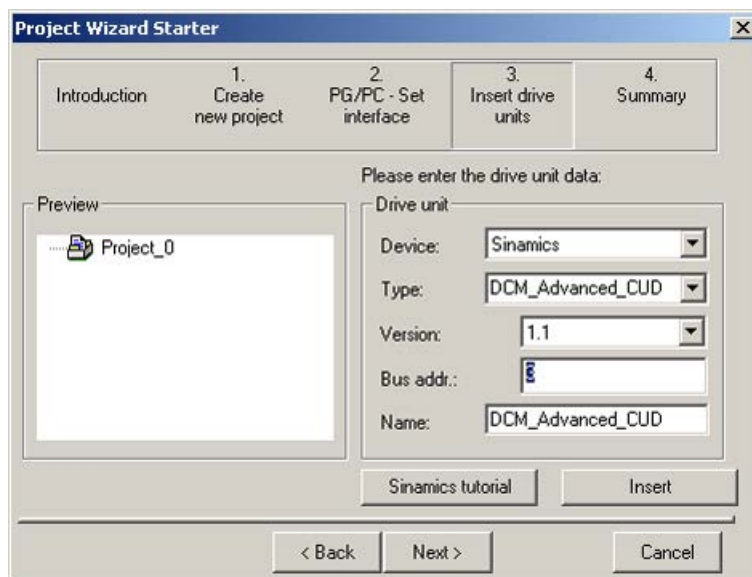 Project Wizard Starter
Introduction
1.
Create
new project
2.
PG/PC - Set
interface
3.
Insert drive
units
4.
Summary
Please enter the drive unit data:
Preview
Project_0
Drive unit
Device: Sinamics
Type: DCM_Advanced_CUD
Version: 1.1
Bus addr.:
Name: DCM_Advanced_CUD
Sinamics tutorial
Insert
< Back
Next >
Cancel